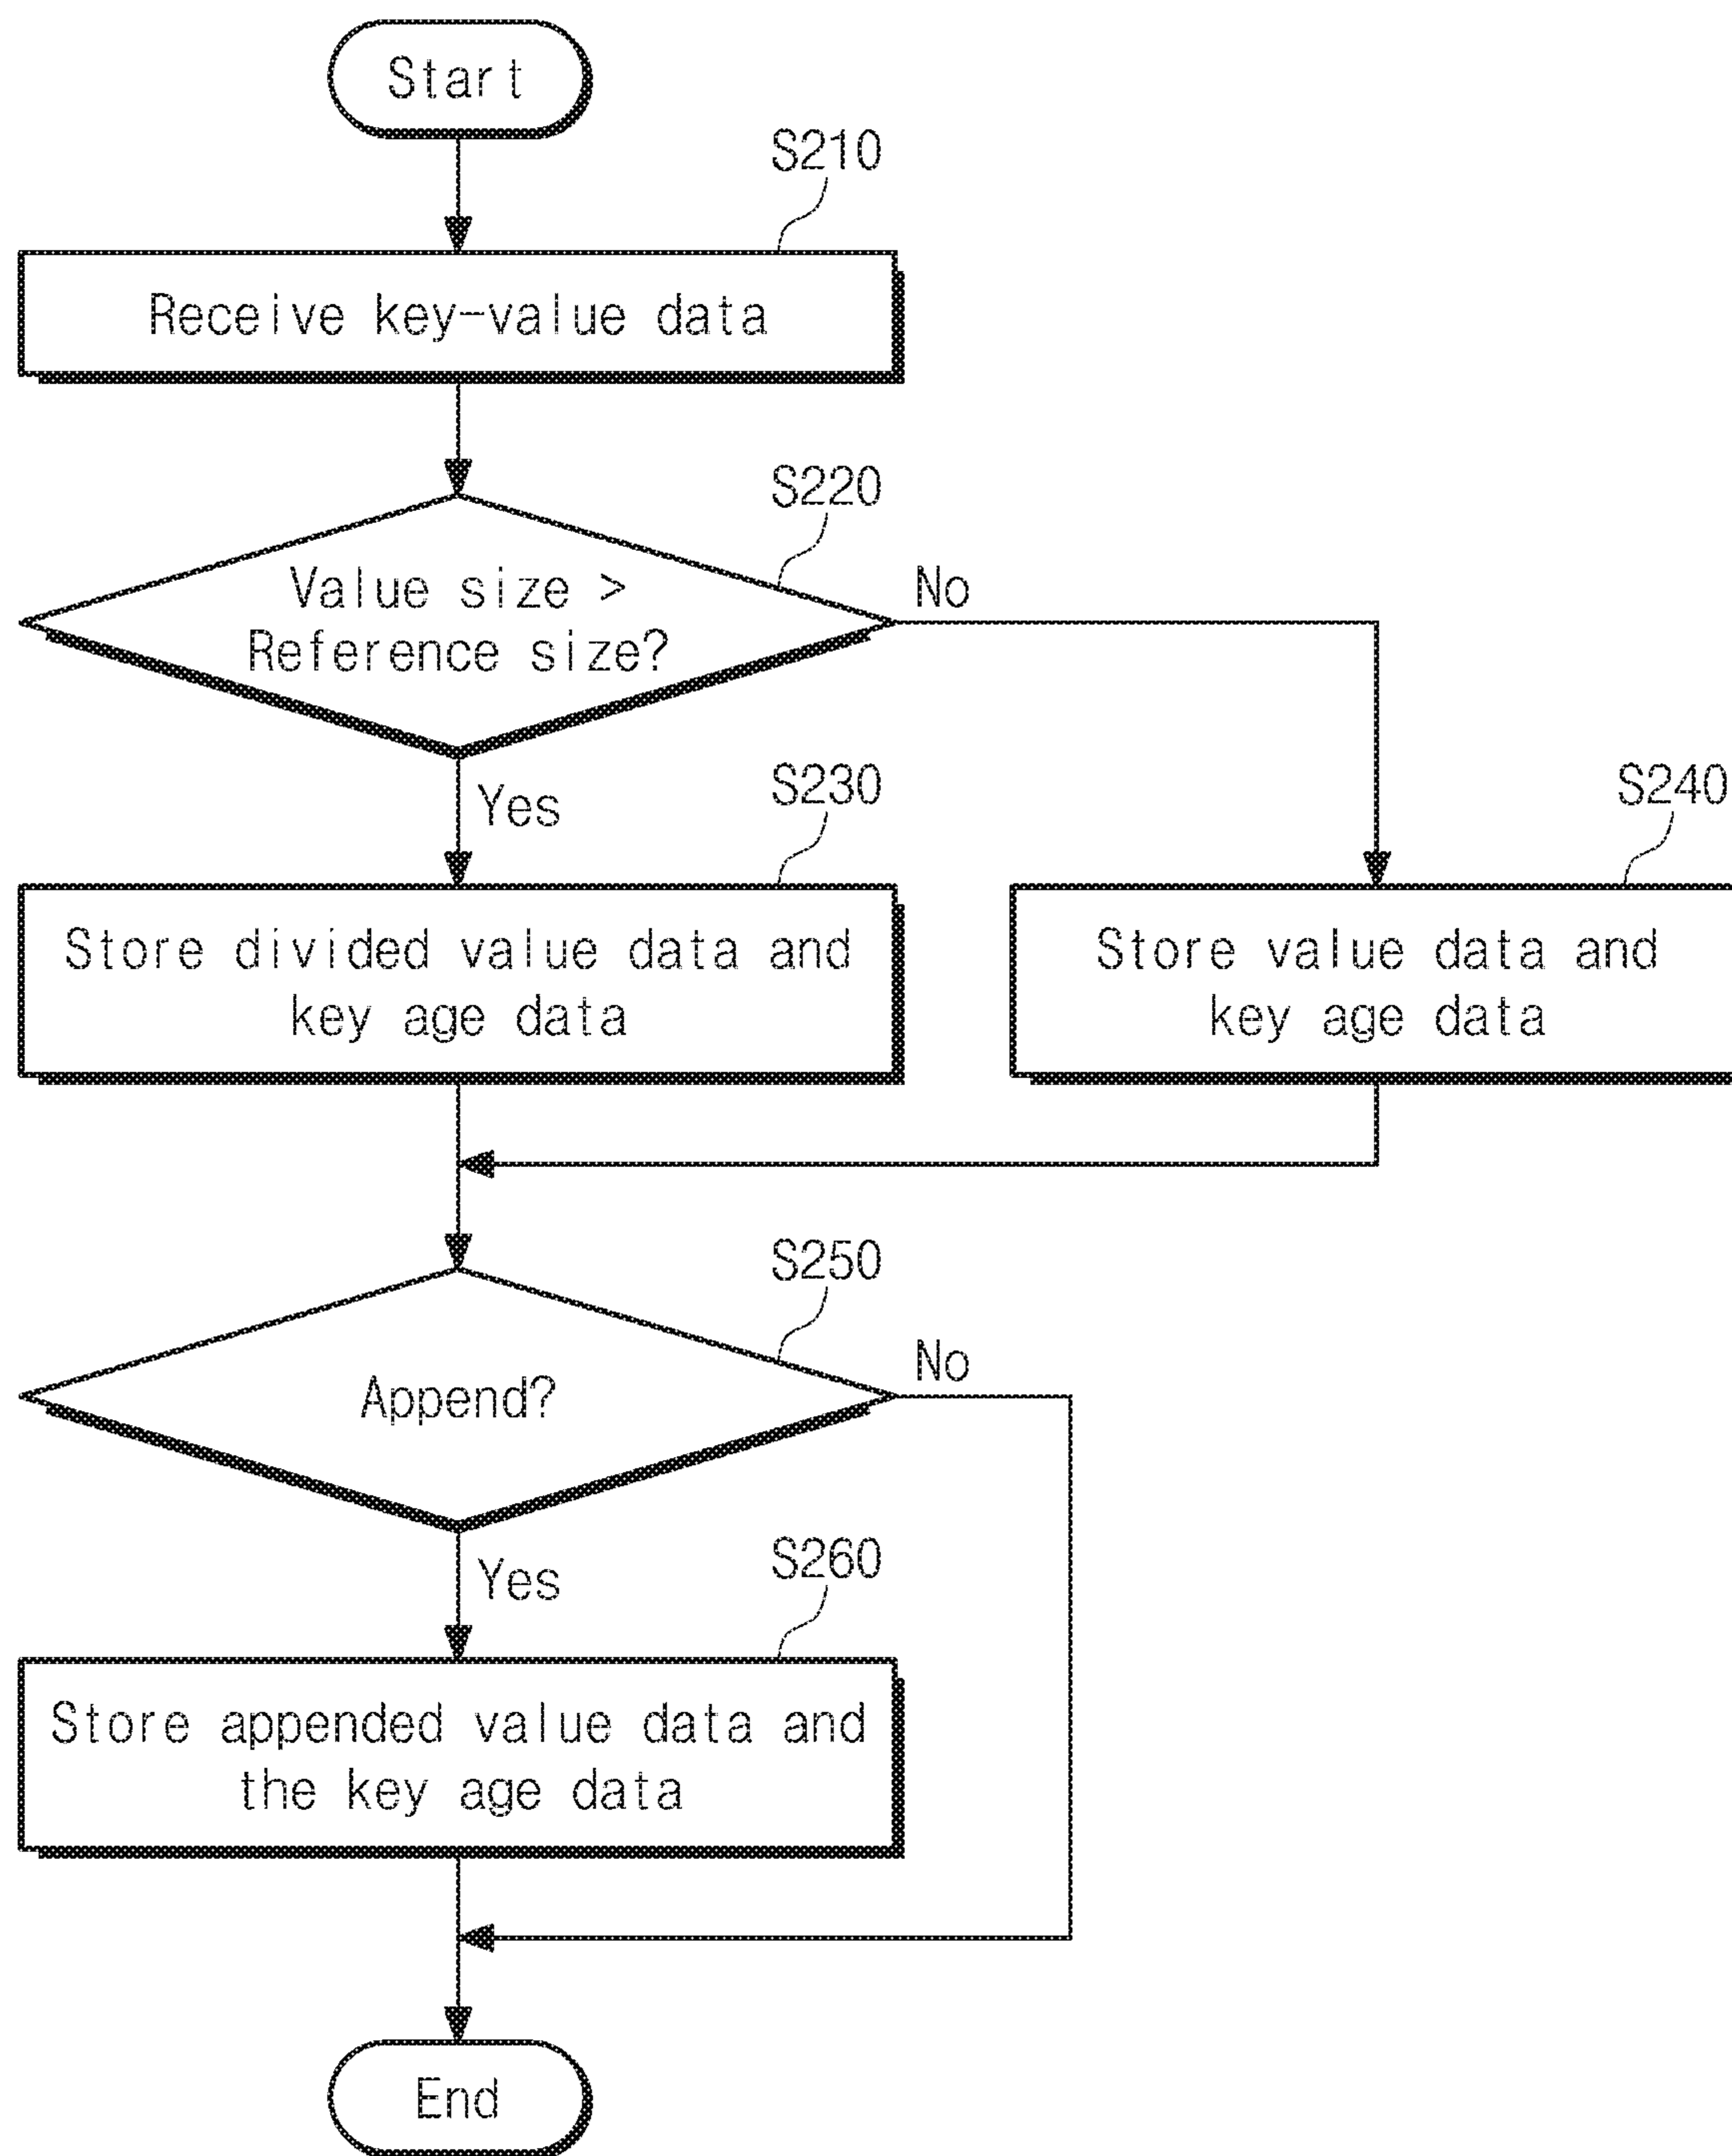 Start
S210
Receive key-value data
S220
Value size >
Reference size?
No
Yes
S230
S240
Store divided value data and
key age data
Store value data and
key age data
S250
Append?
No
Yes
S260
Store appended value data and
the key age data
End